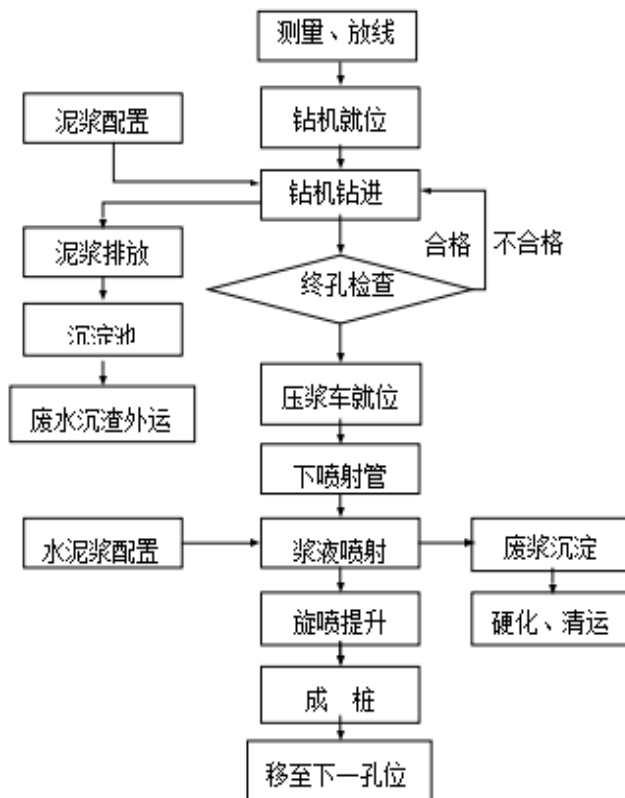 测量、放线
泥浆配置
钻机就位
钻机钻进
泥浆排放
合格
不合格
终孔检查
沉淀池
压浆车就位
废水沉渣外运
下喷射管
水泥浆配置
浆液喷射
废浆沉淀
旋喷提升
硬化、清运
成 桩
移至下一孔位